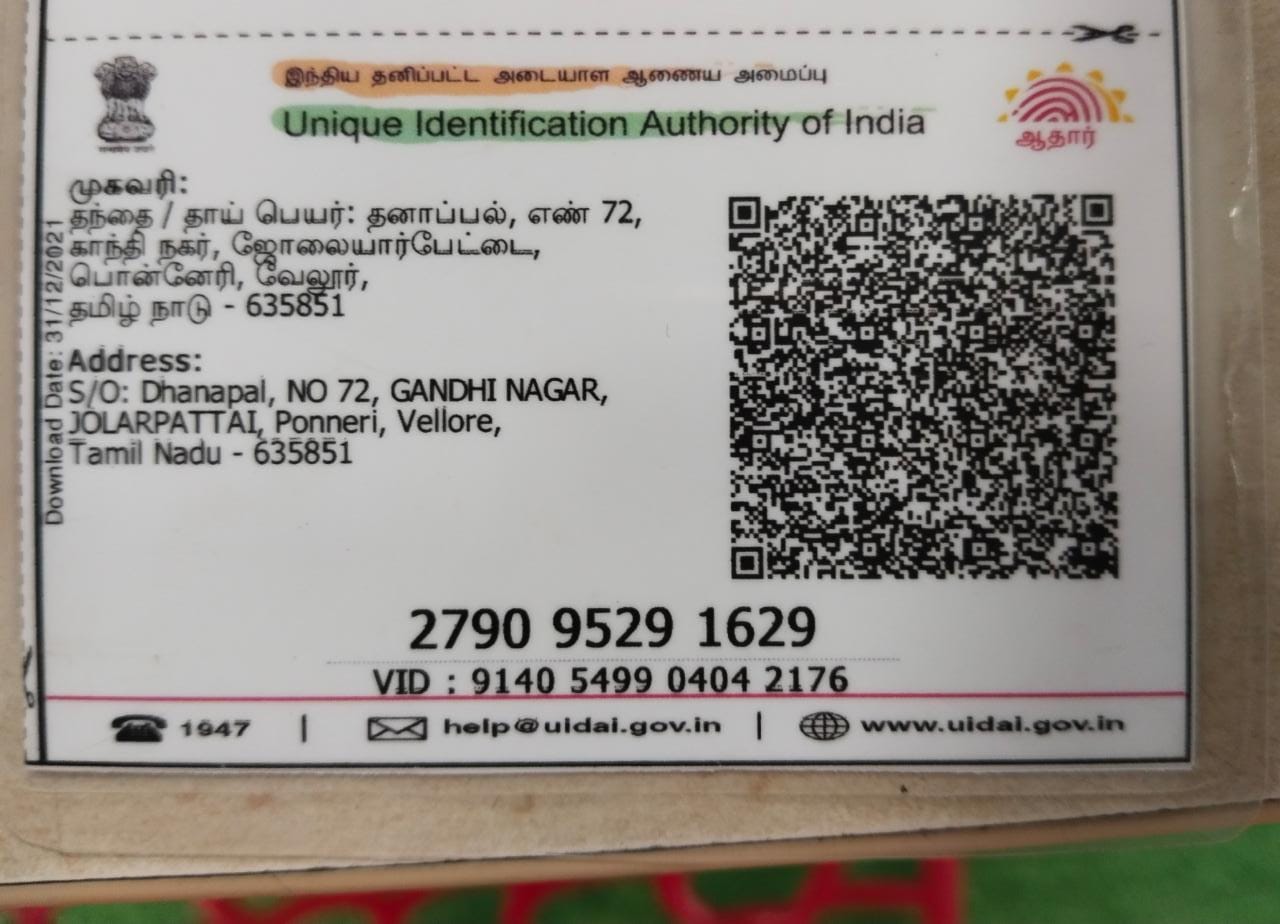 இந்திய தனிப்பட்ட அடையாள ஆணைய அமைப்பு
Unique Identification Authority of India
ஆதார்
முகவரி:
தந்தை / தாய் பெயர்: தனாப்பல், எண் 72,
காந்தி நகர், ஜோலையார்பேட்டை,
பொன்னேரி, வேலூர்,
தமிழ் நாடு - 635851
Address:
S/O: Dhanapal, NO 72, GANDHI NAGAR,
JOLARPATTAI, Ponneri, Vellore,
Tamil Nadu - 635851
Download Date: 31/12/2021
2790 9529 1629
VID : 9140 5499 0404 2176
1947 | help@uidai.gov.in | www.uidai.gov.in